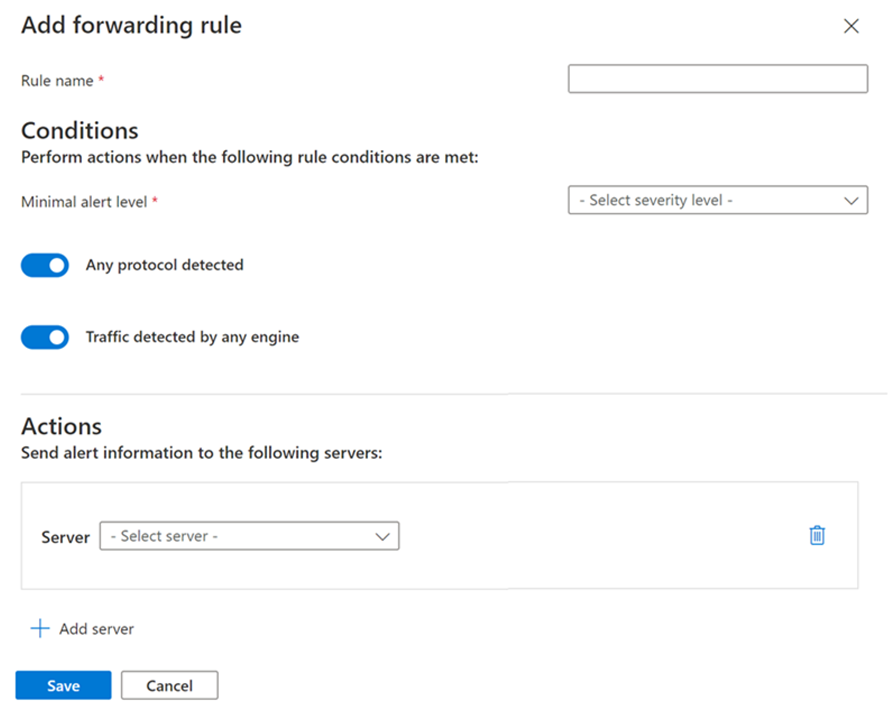 Add forwarding rule
Rule name *
Conditions
Perform actions when the following rule conditions are met:
Minimal alert level *
- Select severity level -
Any protocol detected
Traffic detected by any engine
Actions
Send alert information to the following servers:
Server
- Select server -
Add server
Save
Cancel